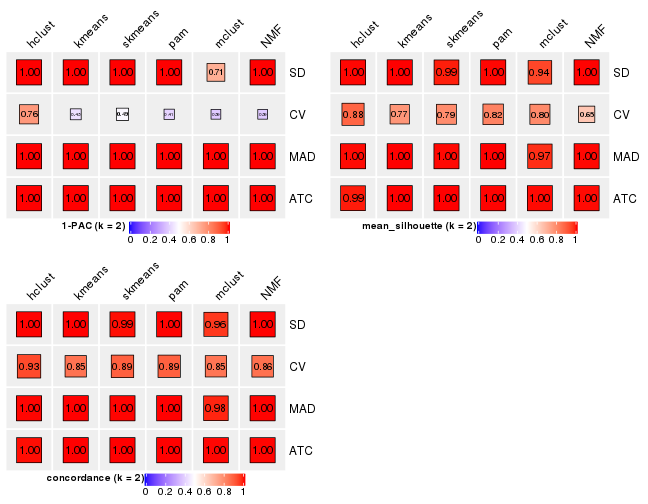 hclust kmeans skmeans pam mclust NMF
1.00 1.00 1.00 1.00 0.71 1.00 SD
0.76 0.49 CV
1.00 1.00 1.00 1.00 1.00 1.00 MAD
1.00 1.00 1.00 1.00 1.00 1.00 ATC
1-PAC (k = 2)
0 0.2 0.4 0.6 0.8 1
hclust kmeans skmeans pam mclust NMF
1.00 1.00 0.99 1.00 0.94 1.00 SD
0.88 0.77 0.79 0.82 0.80 0.65 CV
1.00 1.00 1.00 1.00 0.97 1.00 MAD
0.99 1.00 1.00 1.00 1.00 1.00 ATC
mean_silhouette (k = 2)
0 0.2 0.4 0.6 0.8 1
hclust kmeans skmeans pam mclust NMF
1.00 1.00 0.99 1.00 0.96 1.00 SD
0.93 0.85 0.89 0.89 0.85 0.86 CV
1.00 1.00 1.00 1.00 0.98 1.00 MAD
1.00 1.00 1.00 1.00 1.00 1.00 ATC
concordance (k = 2)
0 0.2 0.4 0.6 0.8 1